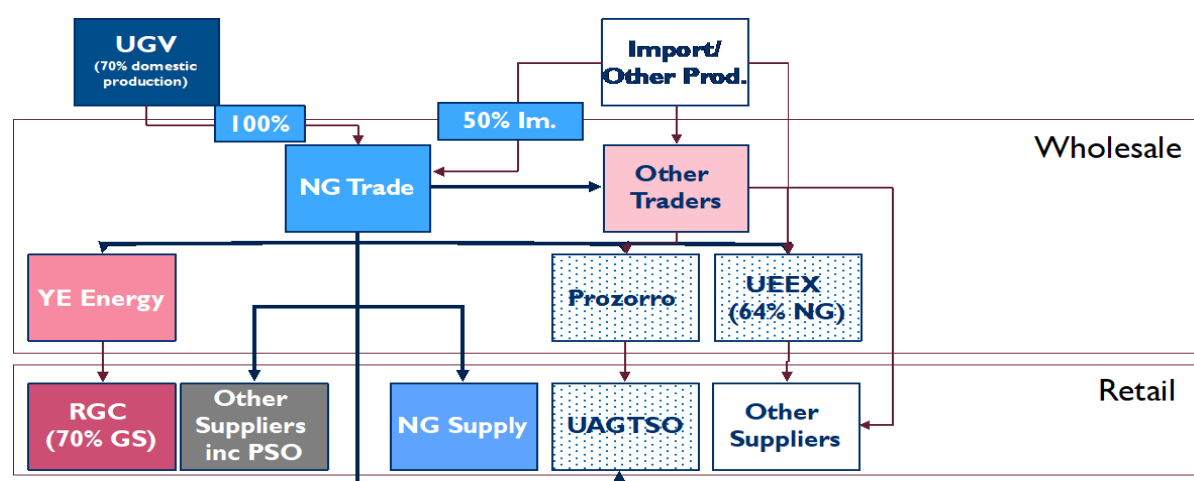 UGV
(70% domestic
production)
Import/
Other Prod.
100%
50% Im.
Wholesale
NG Trade
Other
Traders
YE Energy
Prozorro
UEEX
(64% NG)
Retail
RGC
(70% GS)
Other
Suppliers
inc PSO
NG Supply
UAGTSO
Other
Suppliers